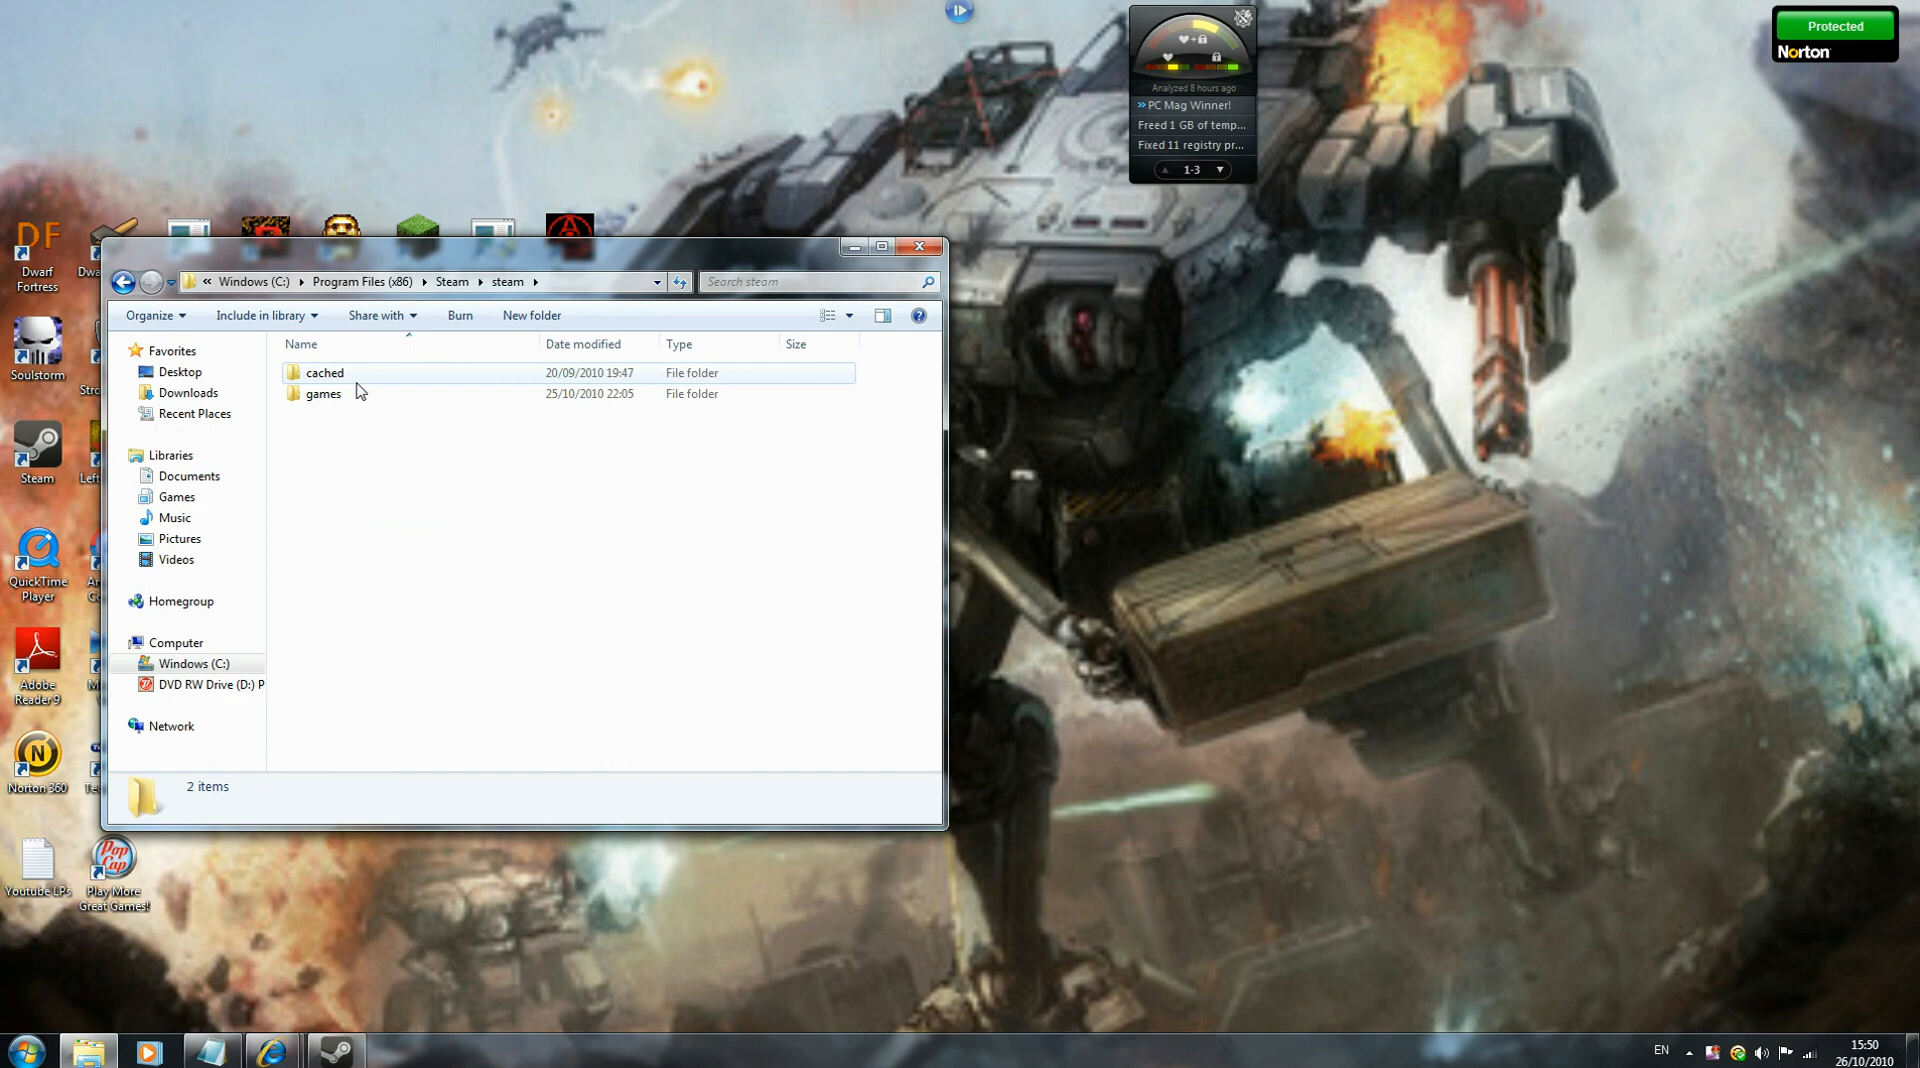 Protected
Norton
Analyzed 8 hours ago
PC Mag Winner!
Freed 1 GB of temp...
Fixed 11 registry pr...
1-3
DF
Dwarf
Fortress
Soulstorm
Steam
QuickTime
Player
Adobe
Reader 9
Norton 360
Youtube LPs
Pop
Cap
Play More
Great Games!
« Windows (C:) Program Files (x86) Steam steam
Search steam
Organize Include in library Share with Burn New folder
Name Date modified Type Size
cached 20/09/2010 19:47 File folder
games 25/10/2010 22:05 File folder
Favorites
Desktop
Downloads
Recent Places
Libraries
Documents
Games
Music
Pictures
Videos
Homegroup
Computer
Windows (C:)
DVD RW Drive (D:) P
Network
2 items
EN
15:50
26/10/2010